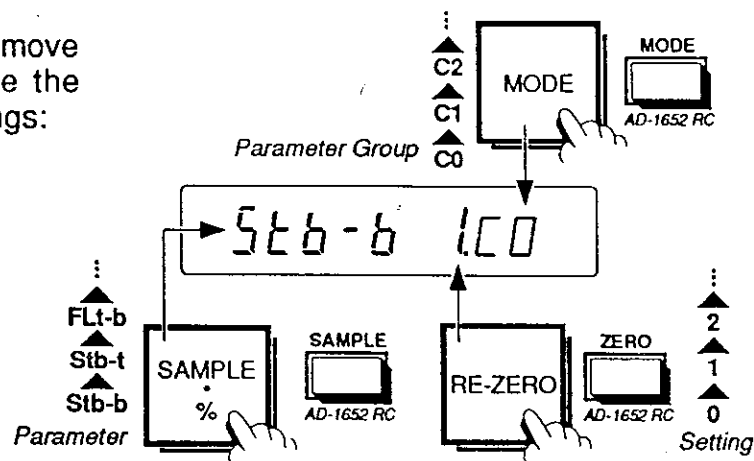 move
e the
ngs:
⋮
C2
C1
C0
Parameter Group
MODE
MODE
AD-1652 RC
Stb-b 1.C0
⋮
FLt-b
Stb-t
Stb-b
Parameter
SAMPLE
%
SAMPLE
AD-1652 RC
RE-ZERO
ZERO
AD-1652 RC
⋮
2
1
0
Setting